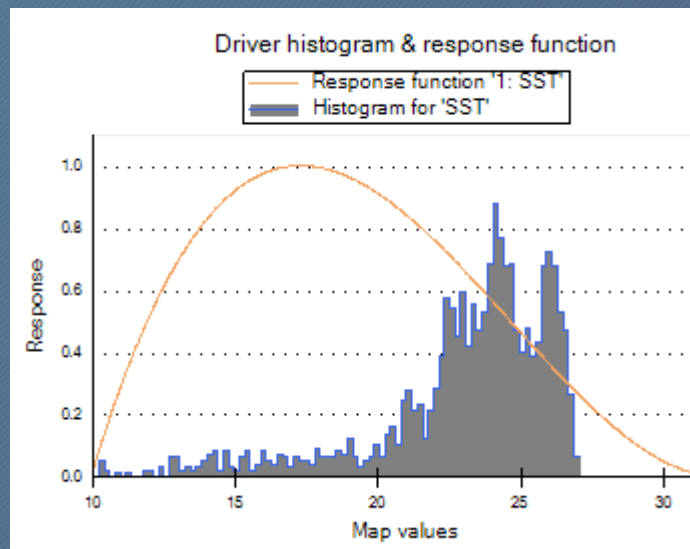 Driver histogram & response function
Response function '1: SST'
Histogram for 'SST'
1.0
0.8
0.6
0.4
0.2
0.0
Response
10 15 20 25 30
Map values